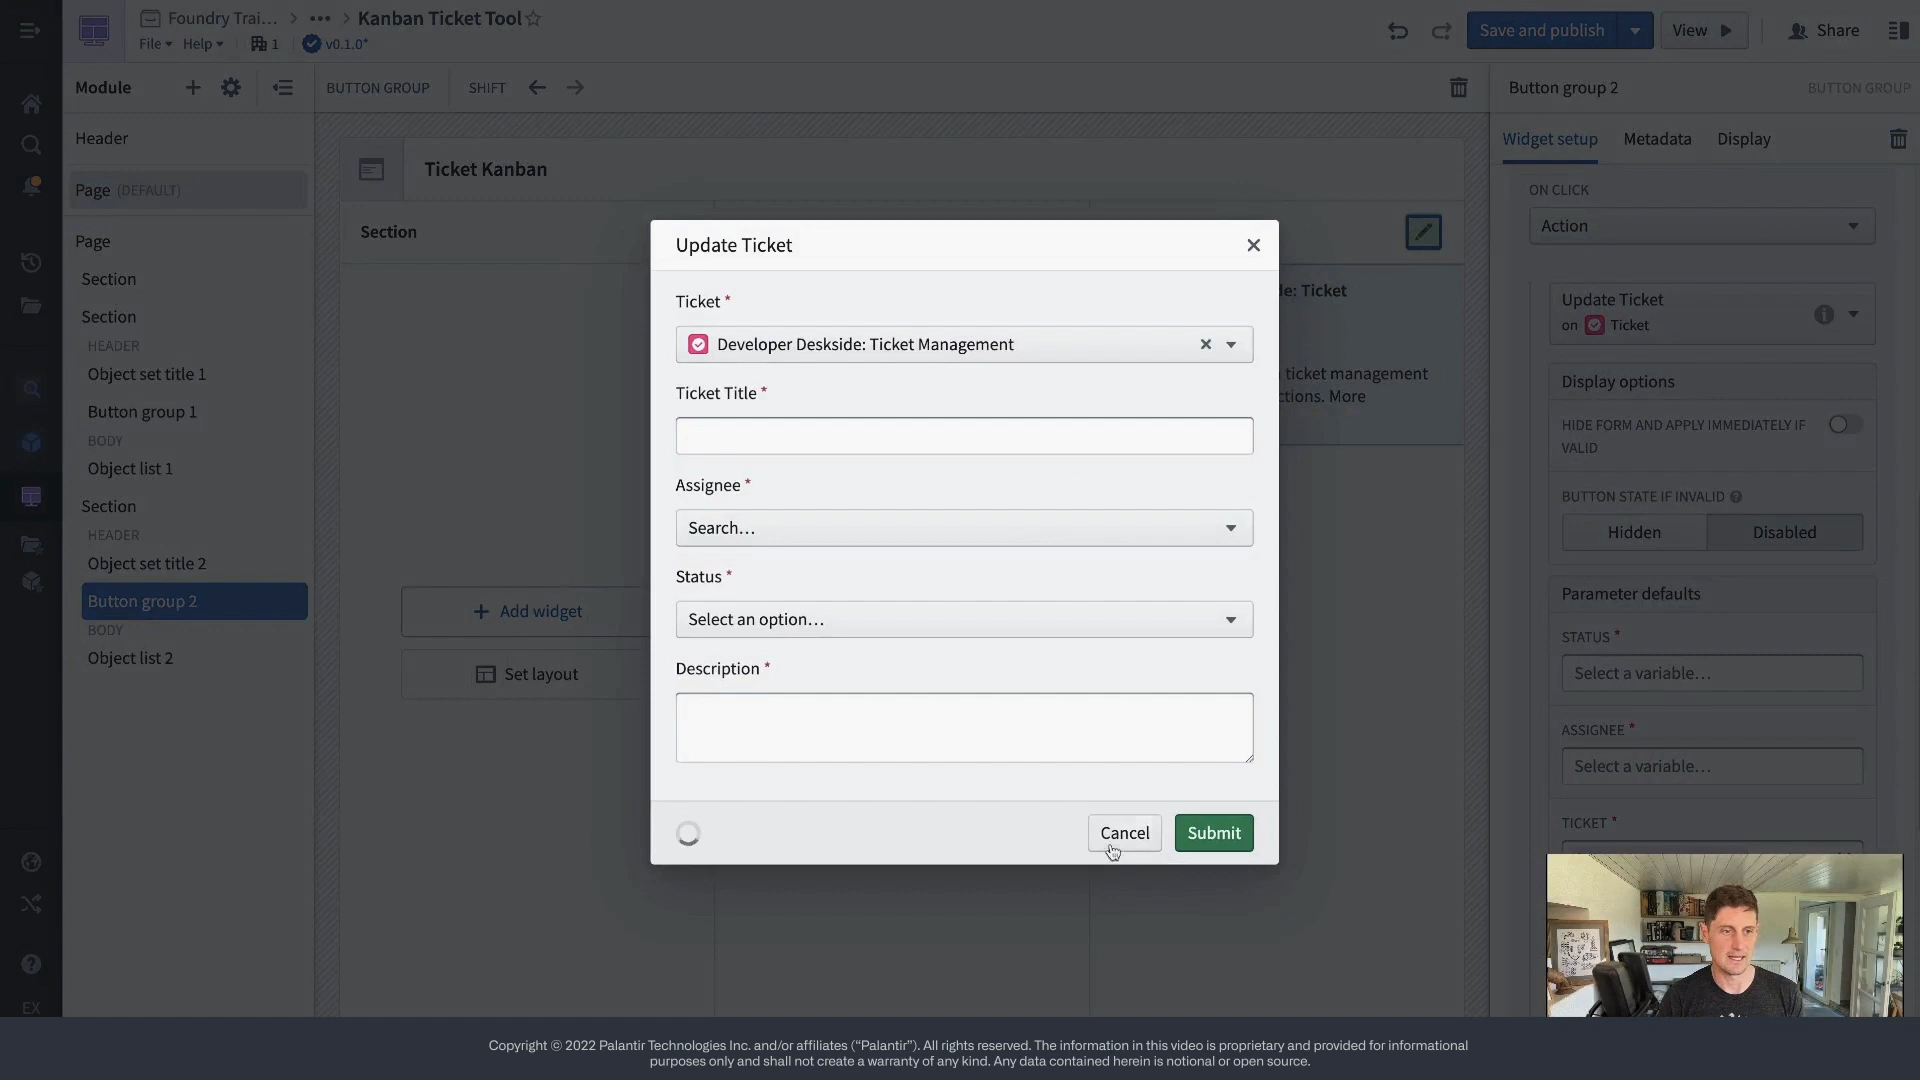 Foundry Trai... > ••• > Kanban Ticket Tool
File Help 1 v0.1.0*
Save and publish
View
Share
Module
BUTTON GROUP
SHIFT
Button group 2
BUTTON GROUP
Header
Page (DEFAULT)
Page
Section
Section
HEADER
Object set title 1
Button group 1
BODY
Object list 1
Section
HEADER
Object set title 2
Button group 2
BODY
Object list 2
EX
Ticket Kanban
Section
Add widget
Set layout
Update Ticket
Ticket *
Developer Deskside: Ticket Management
Ticket Title *
Assignee *
Search...
Status *
Select an option...
Description *
Cancel
Submit
de: Ticket
ticket management
ctions. More
Widget setup
Metadata
Display
ON CLICK
Action
Update Ticket
on Ticket
Display options
HIDE FORM AND APPLY IMMEDIATELY IF
VALID
BUTTON STATE IF INVALID
Hidden
Disabled
Parameter defaults
STATUS *
Select a variable...
ASSIGNEE *
Select a variable...
TICKET *
Copyright © 2022 Palantir Technologies Inc. and/or affiliates (“Palantir”). All rights reserved. The information in this video is proprietary and provided for informational
purposes only and shall not create a warranty of any kind. Any data contained herein is notional or open source.